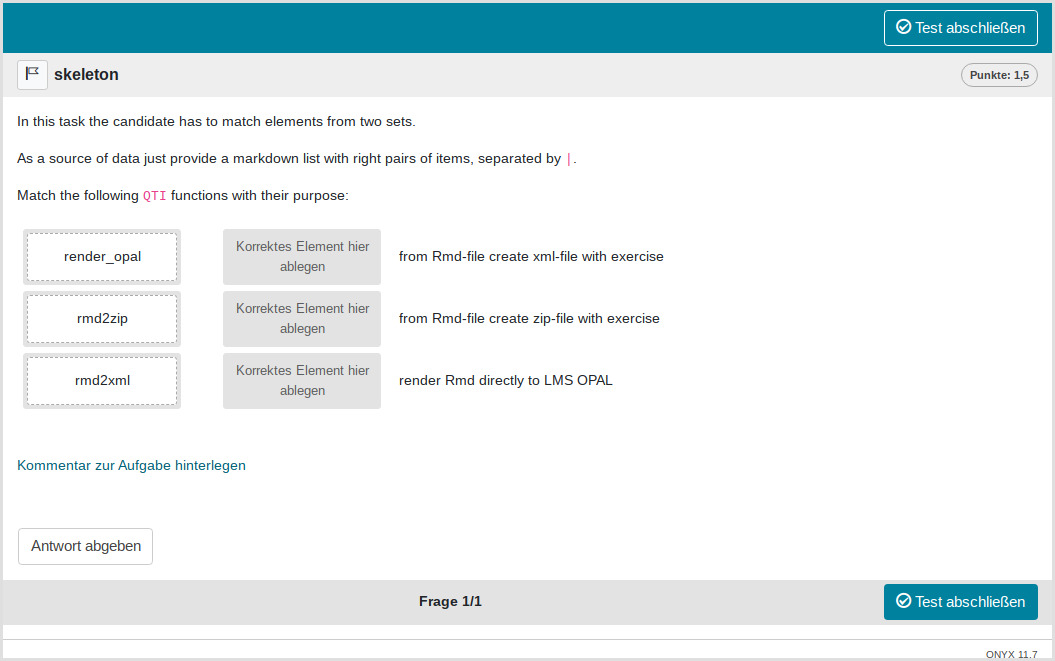 Test abschließen
skeleton
Punkte: 1,5
In this task the candidate has to match elements from two sets.
As a source of data just provide a markdown list with right pairs of items, separated by |.
Match the following QTI functions with their purpose:
render_opal
Korrektes Element hier
ablegen
from Rmd-file create xml-file with exercise
rmd2zip
Korrektes Element hier
ablegen
from Rmd-file create zip-file with exercise
rmd2xml
Korrektes Element hier
ablegen
render Rmd directly to LMS OPAL
Kommentar zur Aufgabe hinterlegen
Antwort abgeben
Frage 1/1
Test abschließen
ONYX 11.7